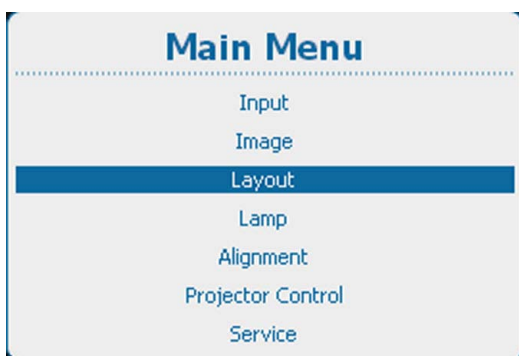 Main Menu
Input
Image
Layout
Lamp
Alignment
Projector Control
Service